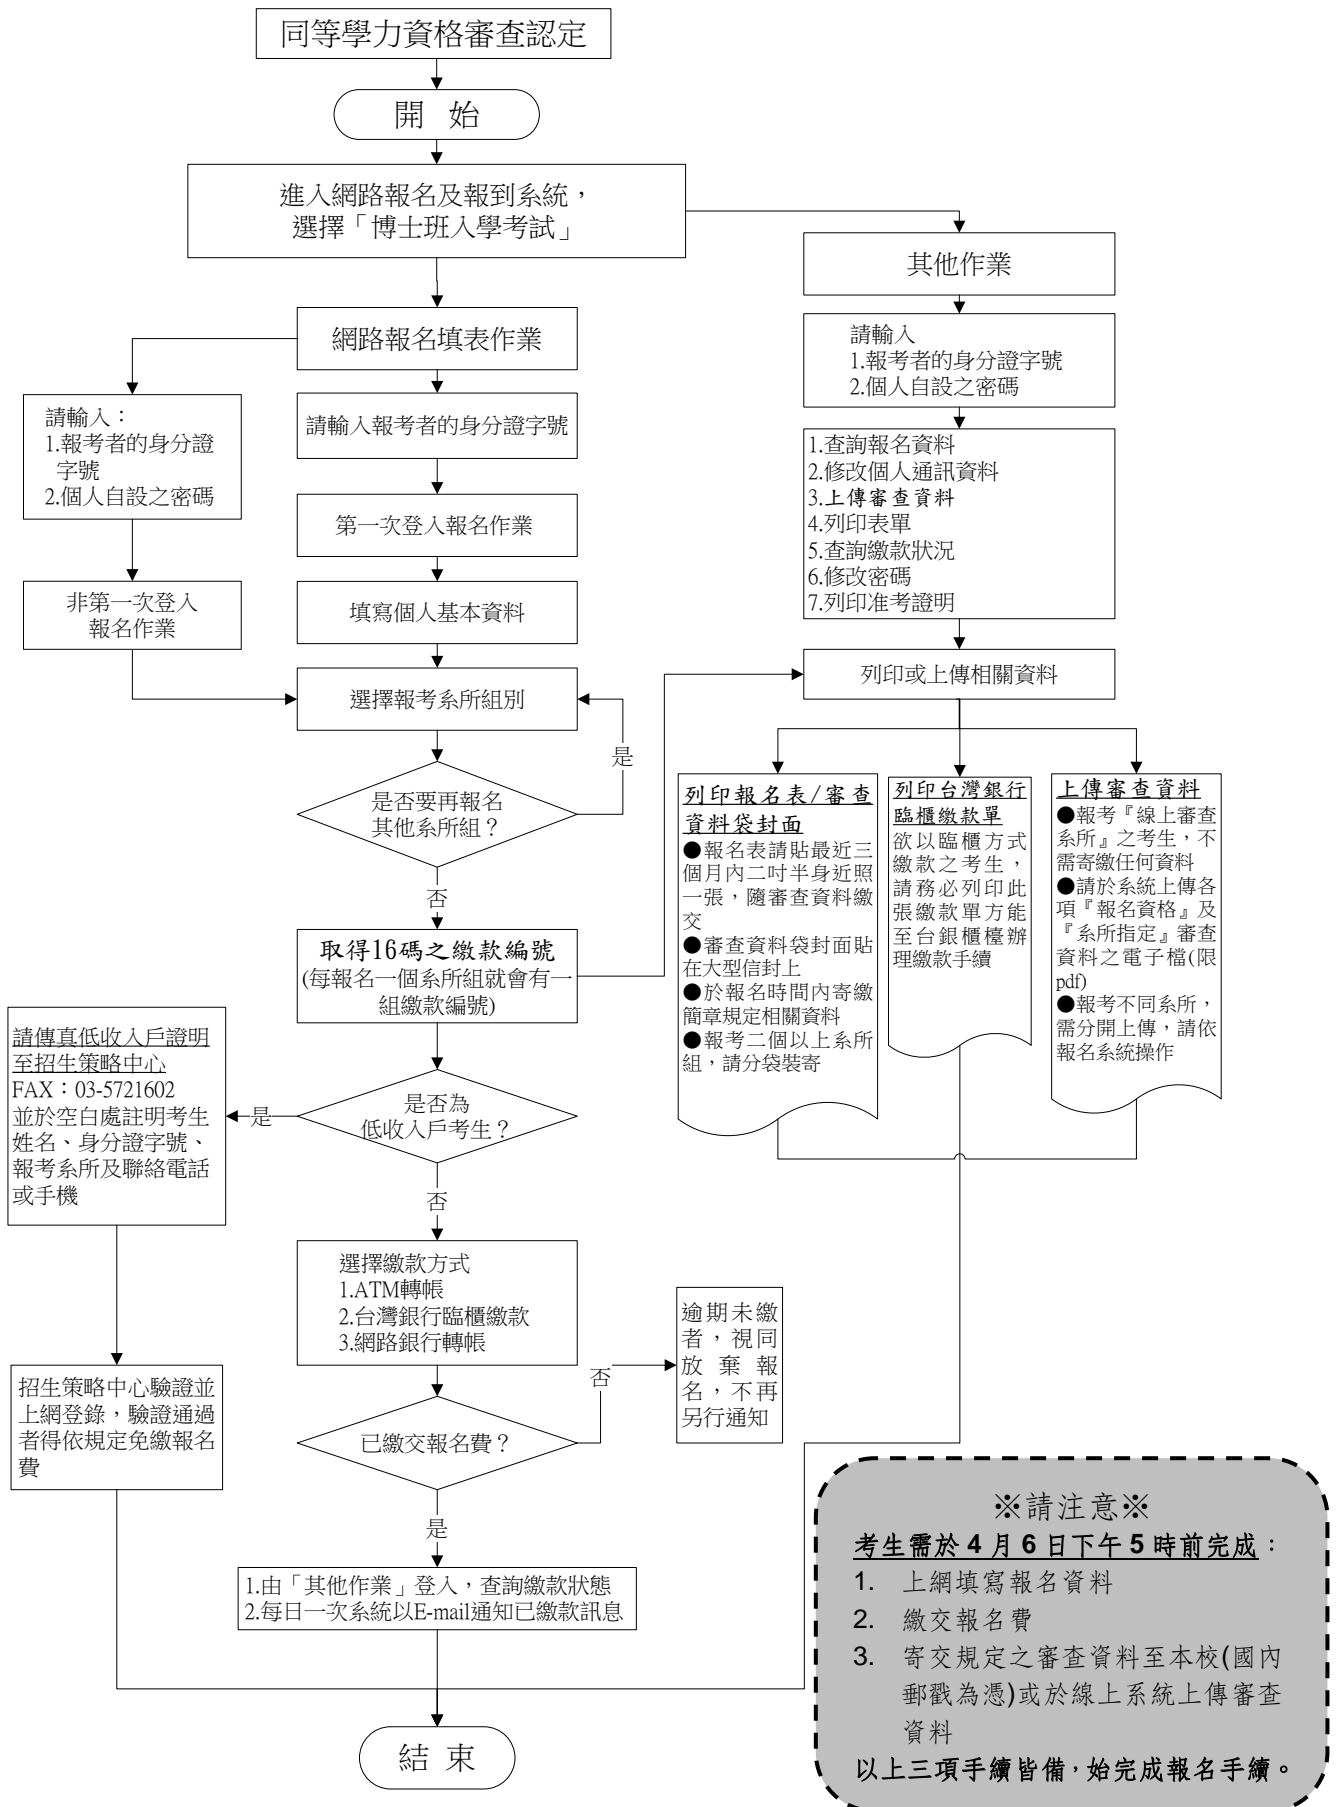 同等學力資格審查認定
開 始
進入網路報名及報到系統，
選擇「博士班入學考試」
其他作業
網路報名填表作業
請輸入
1.報考者的身分證字號
2.個人自設之密碼
請輸入：
1.報考者的身分證
字號
2.個人自設之密碼
請輸入報考者的身分證字號
1.查詢報名資料
2.修改個人通訊資料
3.上傳審查資料
4.列印表單
5.查詢繳款狀況
6.修改密碼
7.列印准考證明
第一次登入報名作業
非第一次登入
報名作業
填寫個人基本資料
選擇報考系所組別
列印或上傳相關資料
是
是否要再報名
其他系所組？
否
列印報名表/審查
資料袋封面
●報名表請貼最近三
個月內二吋半身近照
一張，隨審查資料繳
交
●審查資料袋封面貼
在大型信封上
●於報名時間內寄繳
簡章規定相關資料
●報考二個以上系所
組，請分袋裝寄
列印台灣銀行
臨櫃繳款單
欲以臨櫃方式
繳款之考生，
請務必列印此
張繳款單方能
至台銀櫃檯辦
理繳款手續
上傳審查資料
●報考『線上審查
系所』之考生，不
需寄繳任何資料
●請於系統上傳各
項『報名資格』及
『系所指定』審查
資料之電子檔(限
pdf)
●報考不同系所，
需分開上傳，請依
報名系統操作
取得16碼之繳款編號
(每報名一個系所組就會有一
組繳款編號)
請傳真低收入戶證明
至招生策略中心
FAX：03-5721602
並於空白處註明考生
姓名、身分證字號、
報考系所及聯絡電話
或手機
是
是否為
低收入戶考生？
否
選擇繳款方式
1.ATM轉帳
2.台灣銀行臨櫃繳款
3.網路銀行轉帳
逾期未繳
者，視同
放棄報
名，不再
另行通知
否
招生策略中心驗證並
上網登錄，驗證通過
者得依規定免繳報名
費
已繳交報名費？
是
1.由「其他作業」登入，查詢繳款狀態
2.每日一次系統以E-mail通知已繳款訊息
結 束
※請注意※
考生需於 4 月 6 日下午 5 時前完成：
1. 上網填寫報名資料
2. 繳交報名費
3. 寄交規定之審查資料至本校(國內
郵戳為憑)或於線上系統上傳審查
資料
以上三項手續皆備，始完成報名手續。